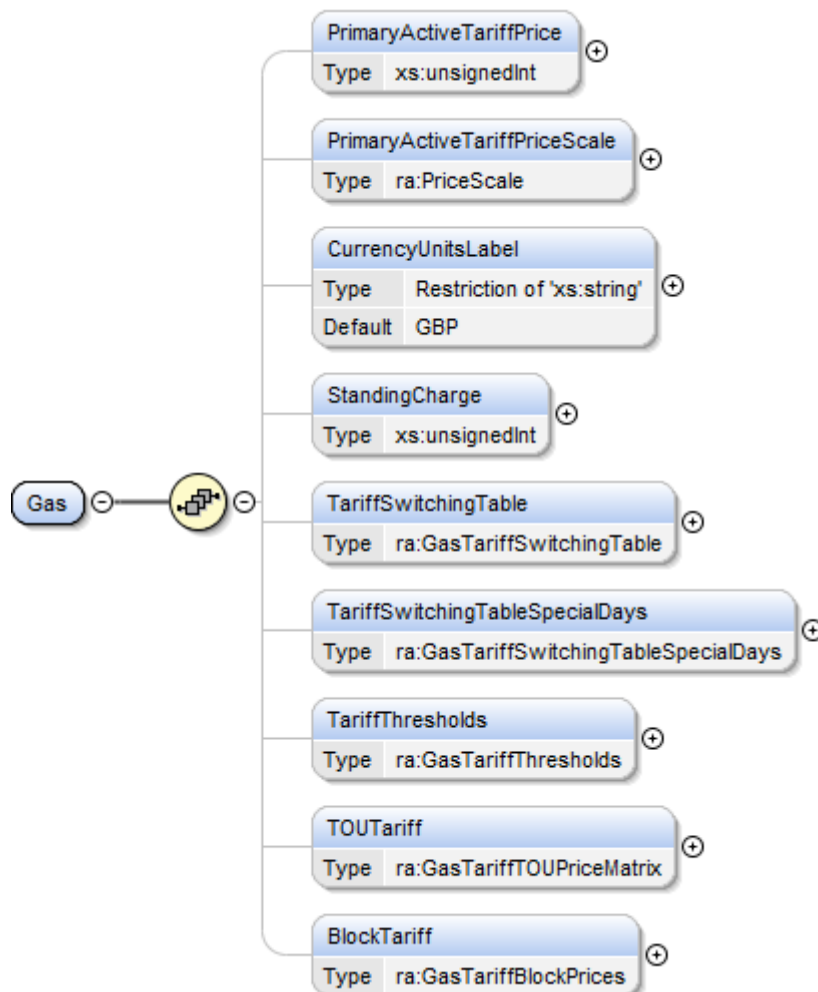 PrimaryActiveTariffPrice
Type xs:unsignedInt
PrimaryActiveTariffPriceScale
Type ra:PriceScale
CurrencyUnitsLabel
Type Restriction of 'xs:string'
Default GBP
StandingCharge
Type xs:unsignedInt
Gas
TariffSwitchingTable
Type ra:GasTariffSwitchingTable
TariffSwitchingTableSpecialDays
Type ra:GasTariffSwitchingTableSpecialDays
TariffThresholds
Type ra:GasTariffThresholds
TOUTariff
Type ra:GasTariffTOUPriceMatrix
BlockTariff
Type ra:GasTariffBlockPrices